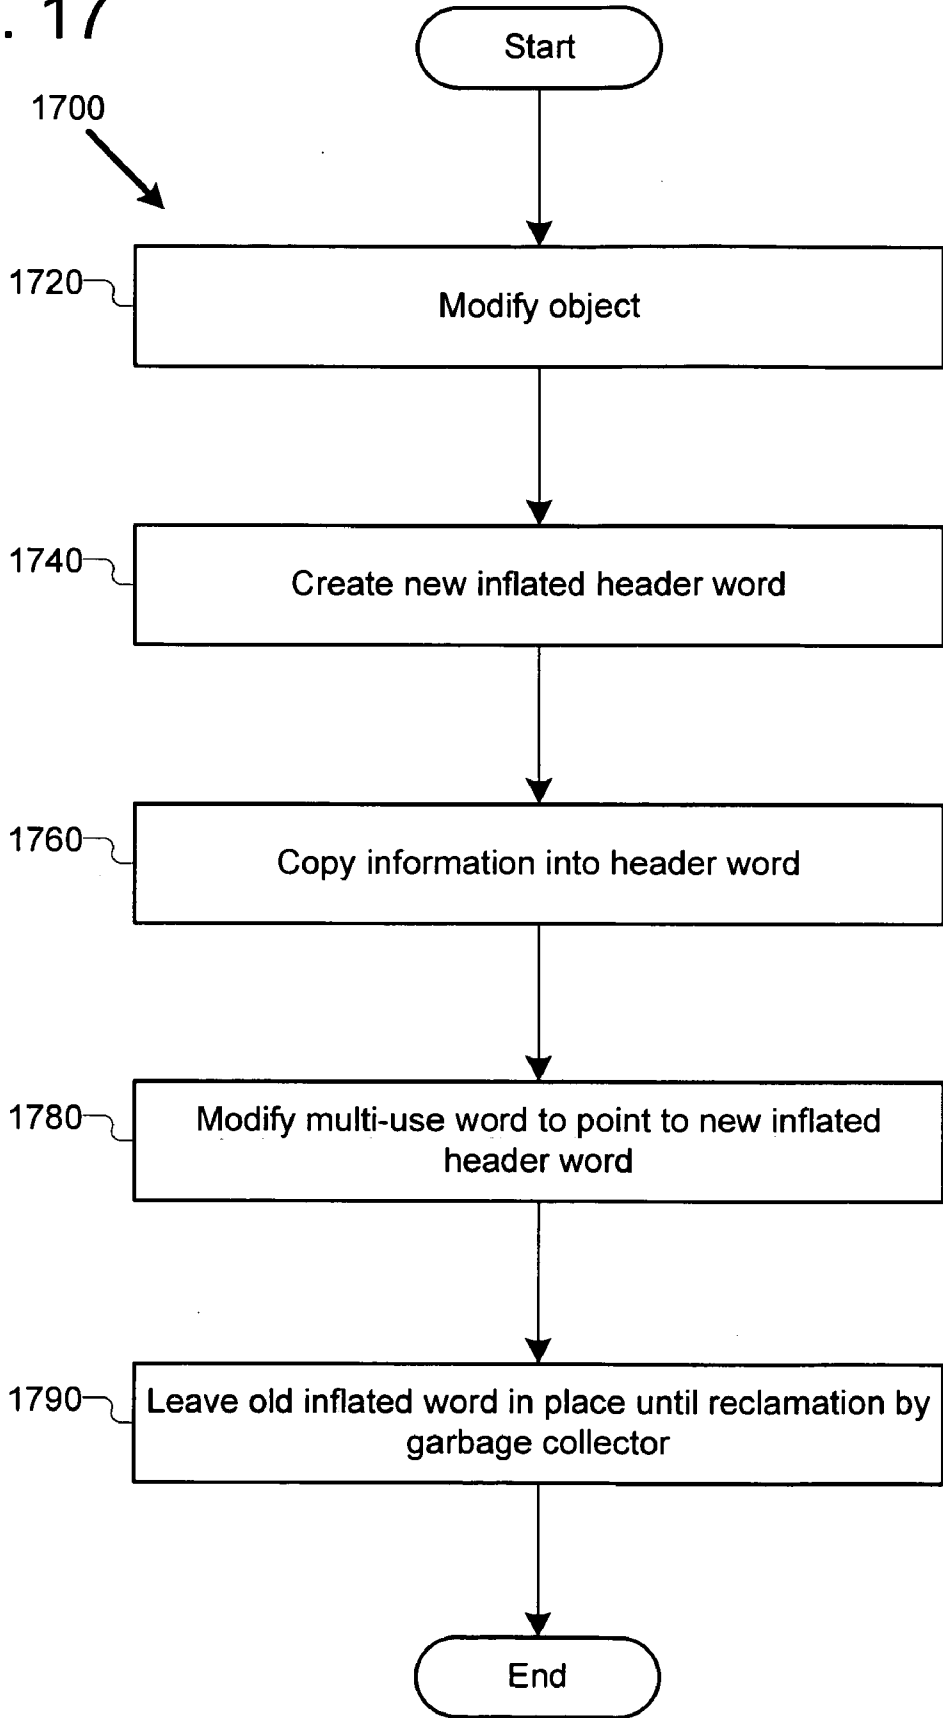 . 17
Start
1700
1720
Modify object
1740
Create new inflated header word
1760
Copy information into header word
1780
Modify multi-use word to point to new inflated
header word
1790
Leave old inflated word in place until reclamation by
garbage collector
End